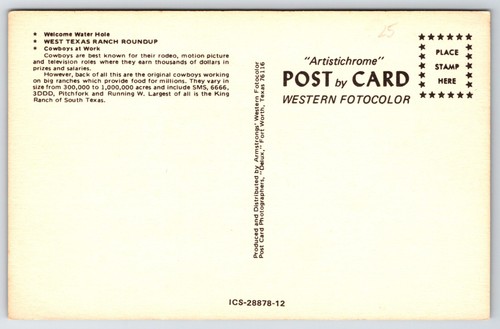 ★ Welcome Water Hole
★ WEST TEXAS RANCH ROUNDUP
★ Cowboys at Work
Cowboys are best known for their rodeo, motion picture
and television roles where they earn thousands of dollars in
prizes and salaries.
However, back of all this are the original cowboys working
on big ranches which provide food for millions. They vary in
size from 300,000 to 1,000,000 acres and include SMS, 6666,
3DDD, Pitchfork and Running W. Largest of all is the King
Ranch of South Texas.
Produced and Distributed by Armstrongs' Western Fotocolor
Post Card Photographers, "Delux," Fort Worth, Texas 76116
25
"Artistichrome"
POST by CARD
WESTERN FOTOCOLOR
PLACE
STAMP
HERE
ICS-28878-12